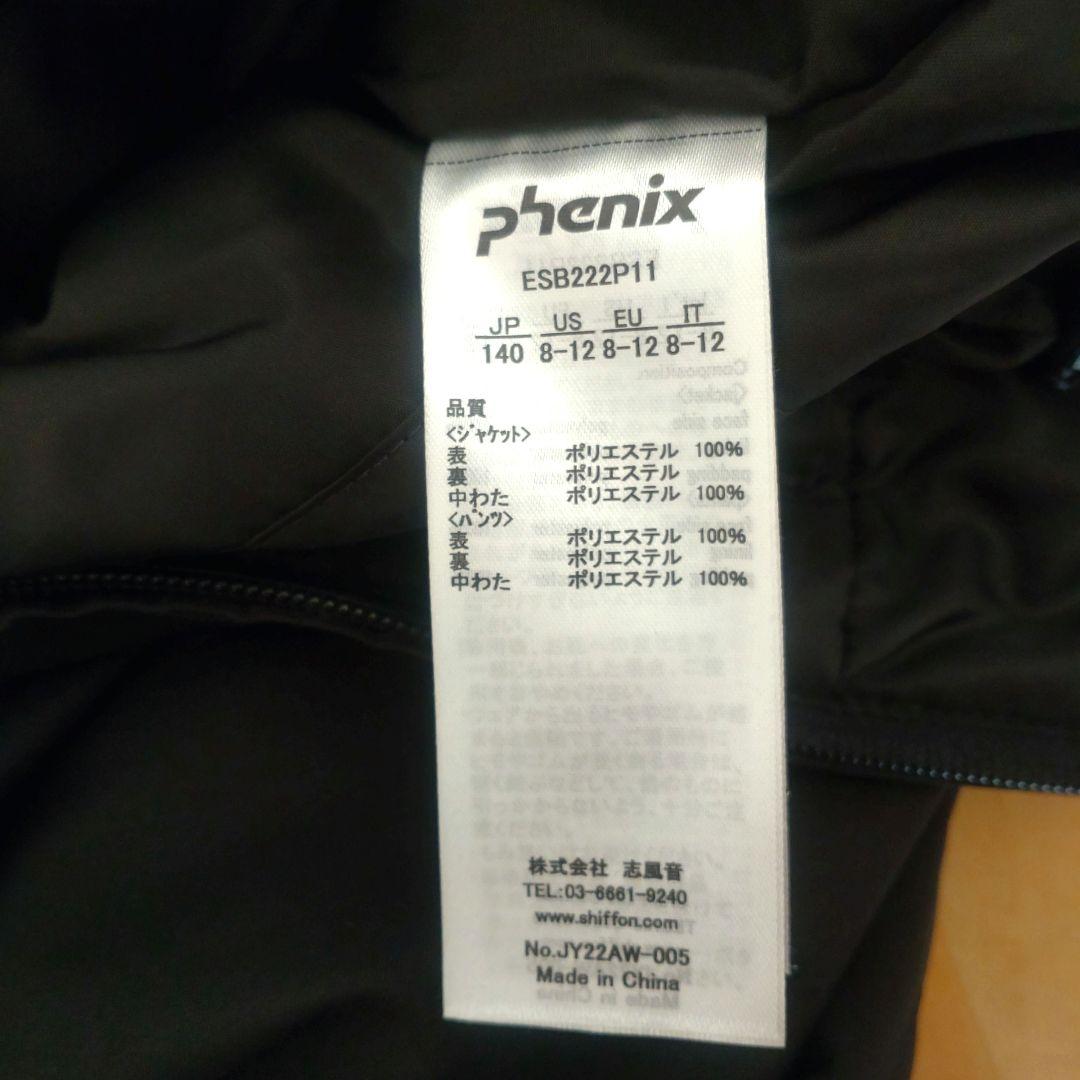 phenix
ESB222P11
JP US EU IT
140 8-12 8-12 8-12
品質
<ｼﾞｬｹｯﾄ>
表 ポリエステル 100%
裏 ポリエステル
中わた ポリエステル 100%
<ﾊﾟﾝﾂ>
表 ポリエステル 100%
裏 ポリエステル
中わた ポリエステル 100%
株式会社 志風音
TEL:03-6661-9240
www.shiffon.com
No.JY22AW-005
Made in China